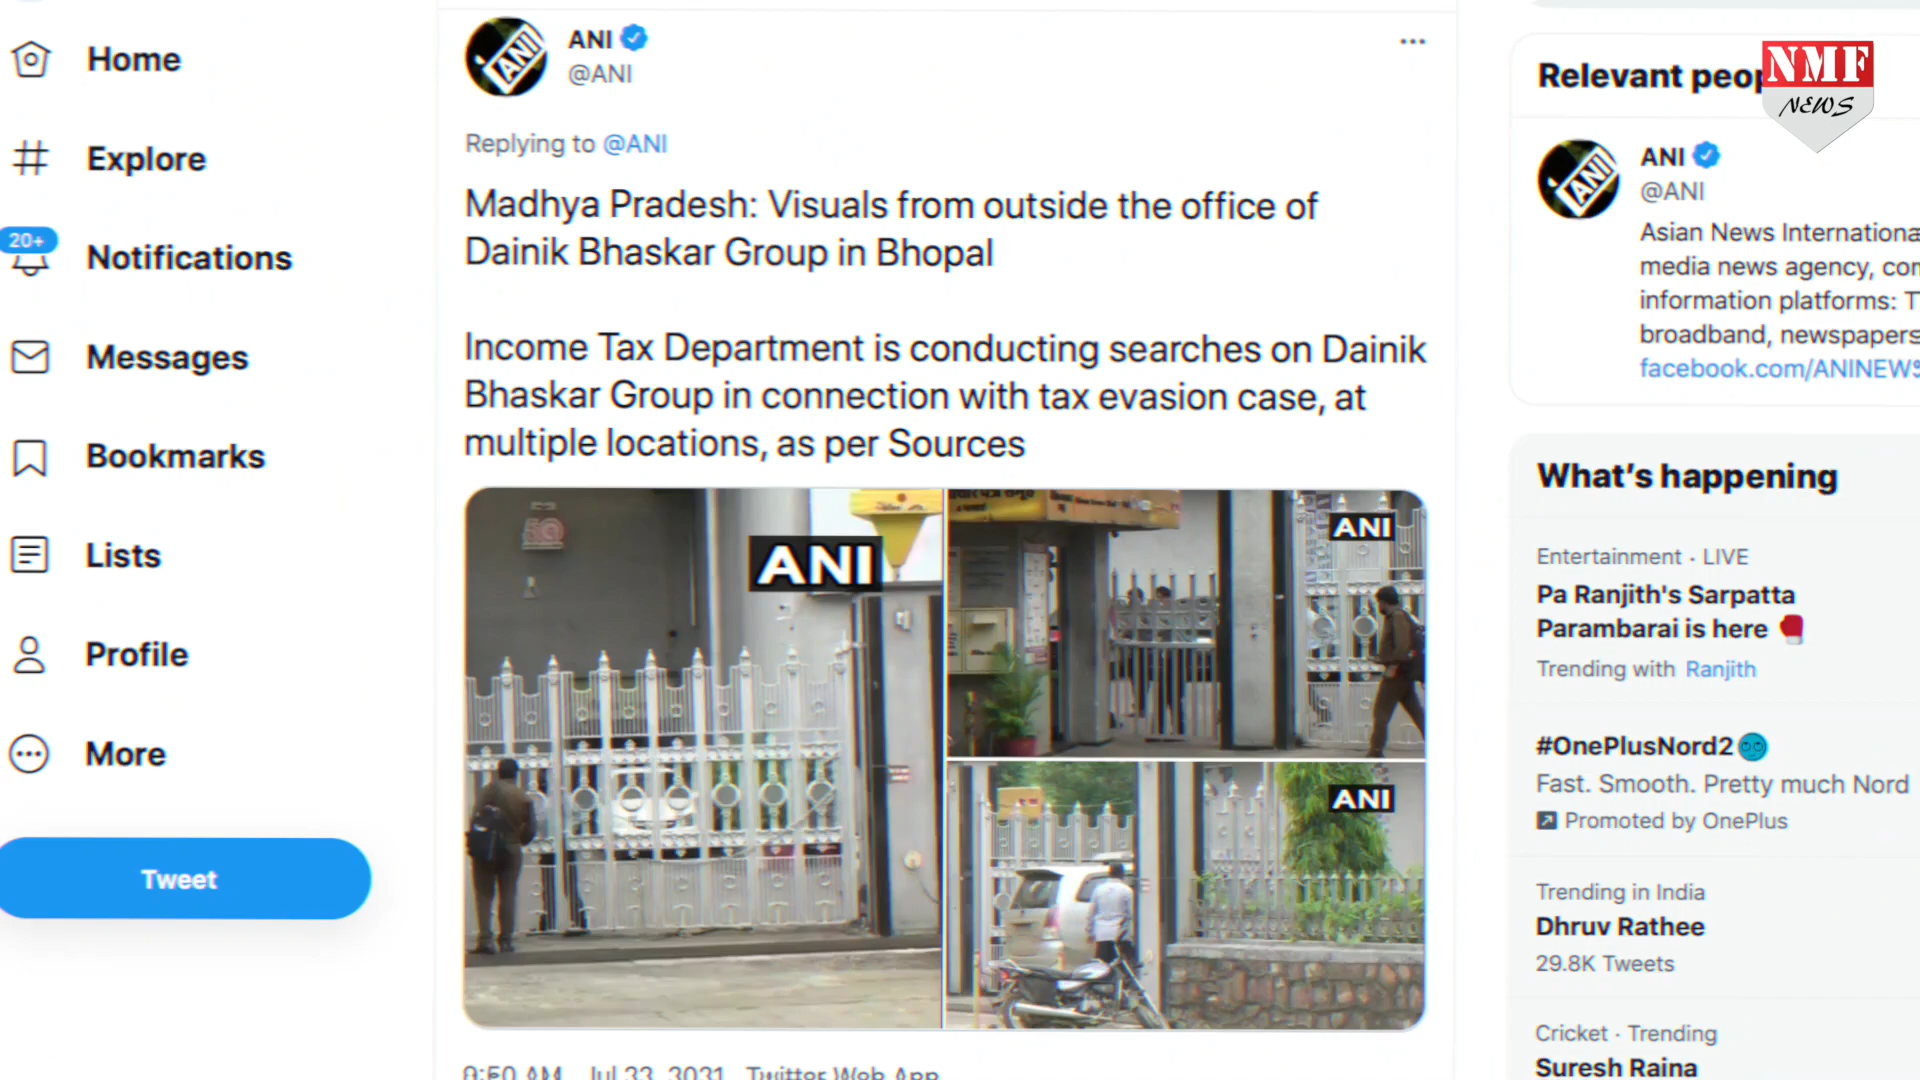 Home
Explore
20+
Notifications
Messages
Bookmarks
Lists
Profile
More
Tweet
ANI
@ANI
Replying to @ANI
Madhya Pradesh: Visuals from outside the office of
Dainik Bhaskar Group in Bhopal
Income Tax Department is conducting searches on Dainik
Bhaskar Group in connection with tax evasion case, at
multiple locations, as per Sources
ANI
ANI
ANI
Twitter Web App
Relevant
NMF
NEWS
ANI
@ANI
Asian News
media news agency,
information platforms:
broadband, newspapers
facebook.com/ANINEWS
What's happening
Entertainment · LIVE
Pa Ranjith's Sarpatta
Parambarai is here
Trending with Ranjith
#OnePlusNord2
Fast. Smooth. Pretty much Nord
Promoted by OnePlus
Trending in India
Dhruv Rathee
29.8K Tweets
Cricket · Trending
Suresh Raina